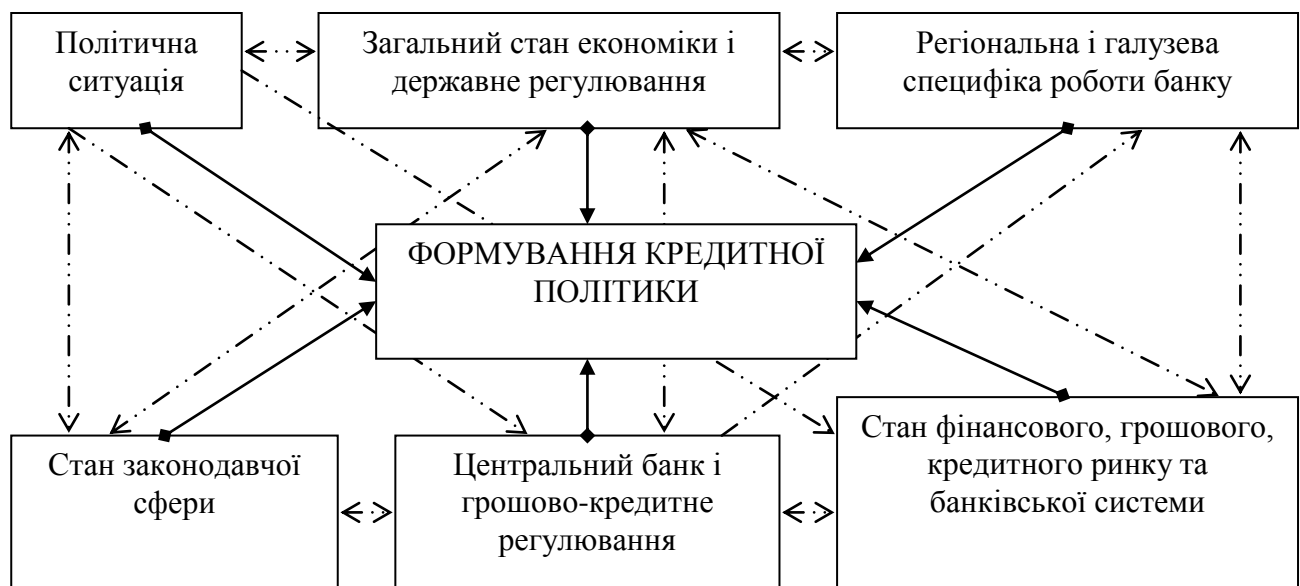 Політична
ситуація
Загальний стан економіки і
державне регулювання
Регіональна і галузева
специфіка роботи банку
ФОРМУВАННЯ КРЕДИТНОЇ
ПОЛІТИКИ
Стан законодавчої
сфери
Центральний банк і
грошово-кредитне
регулювання
Стан фінансового, грошового,
кредитного ринку та
банківської системи